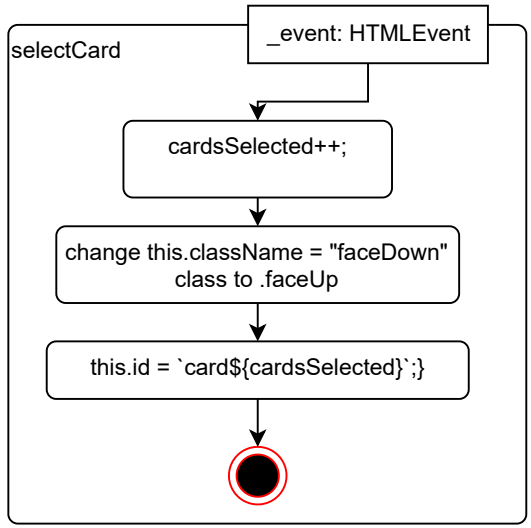 _event: HTMLEvent
selectCard
cardsSelected++;
change this.className = "faceDown"
class to .faceUp
this.id = `card${cardsSelected}`;}